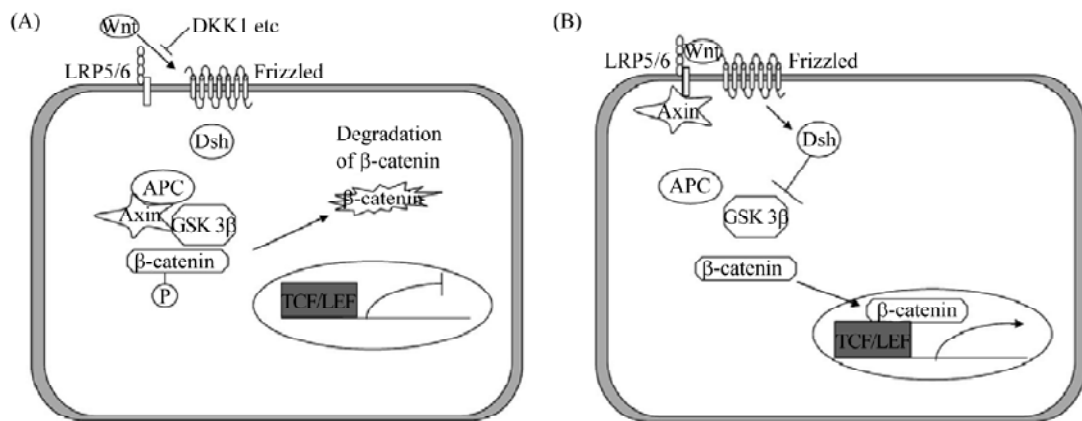 (A)
Wnt
DKK1 etc
LRP5/6
Frizzled
Dsh
Degradation
of β-catenin
β-catenin
APC
Axin
GSK 3β
β-catenin
P
TCF/LEF
(B)
LRP5/6
Wnt
Frizzled
Axin
Dsh
APC
GSK 3β
β-catenin
β-catenin
TCF/LEF